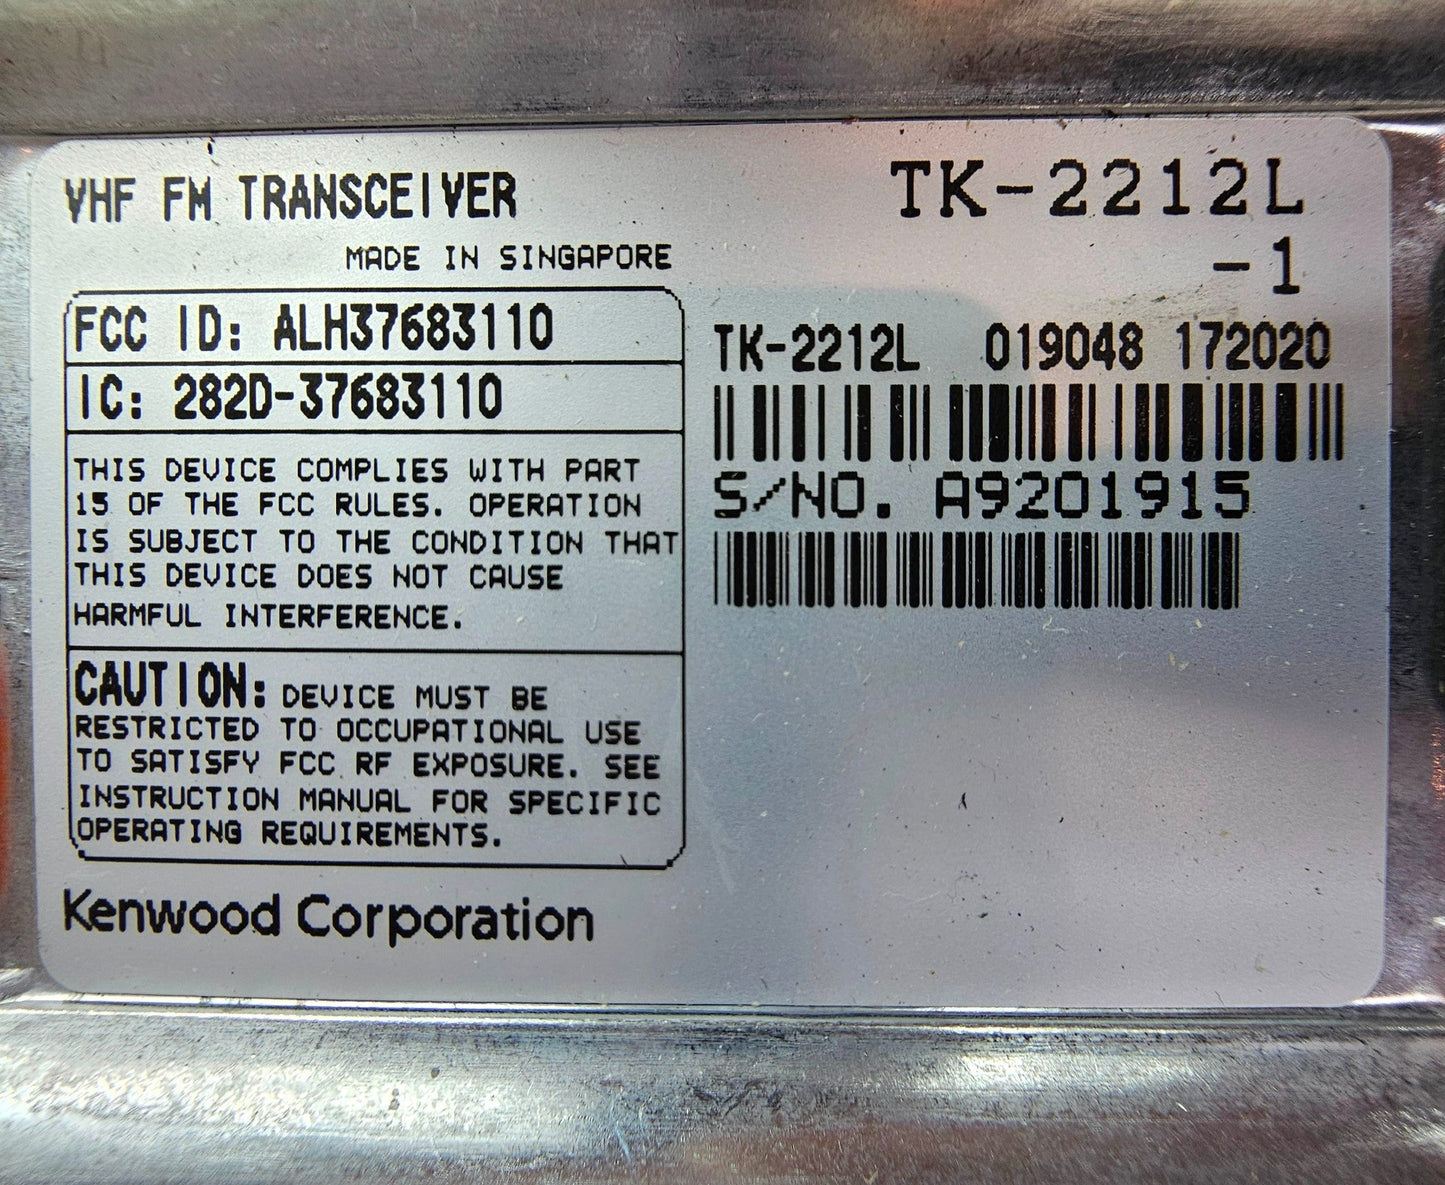 VHF FM TRANSCEIVER
MADE IN SINGAPORE
TK-2212L
-1
FCC ID: ALH37683110
IC: 282D-37683110
THIS DEVICE COMPLIES WITH PART
15 OF THE FCC RULES. OPERATION
IS SUBJECT TO THE CONDITION THAT
THIS DEVICE DOES NOT CAUSE
HARMFUL INTERFERENCE.
CAUTION: DEVICE MUST BE
RESTRICTED TO OCCUPATIONAL USE
TO SATISFY FCC RF EXPOSURE. SEE
INSTRUCTION MANUAL FOR SPECIFIC
OPERATING REQUIREMENTS.
Kenwood Corporation
TK-2212L 019048 172020
S/NO. A9201915